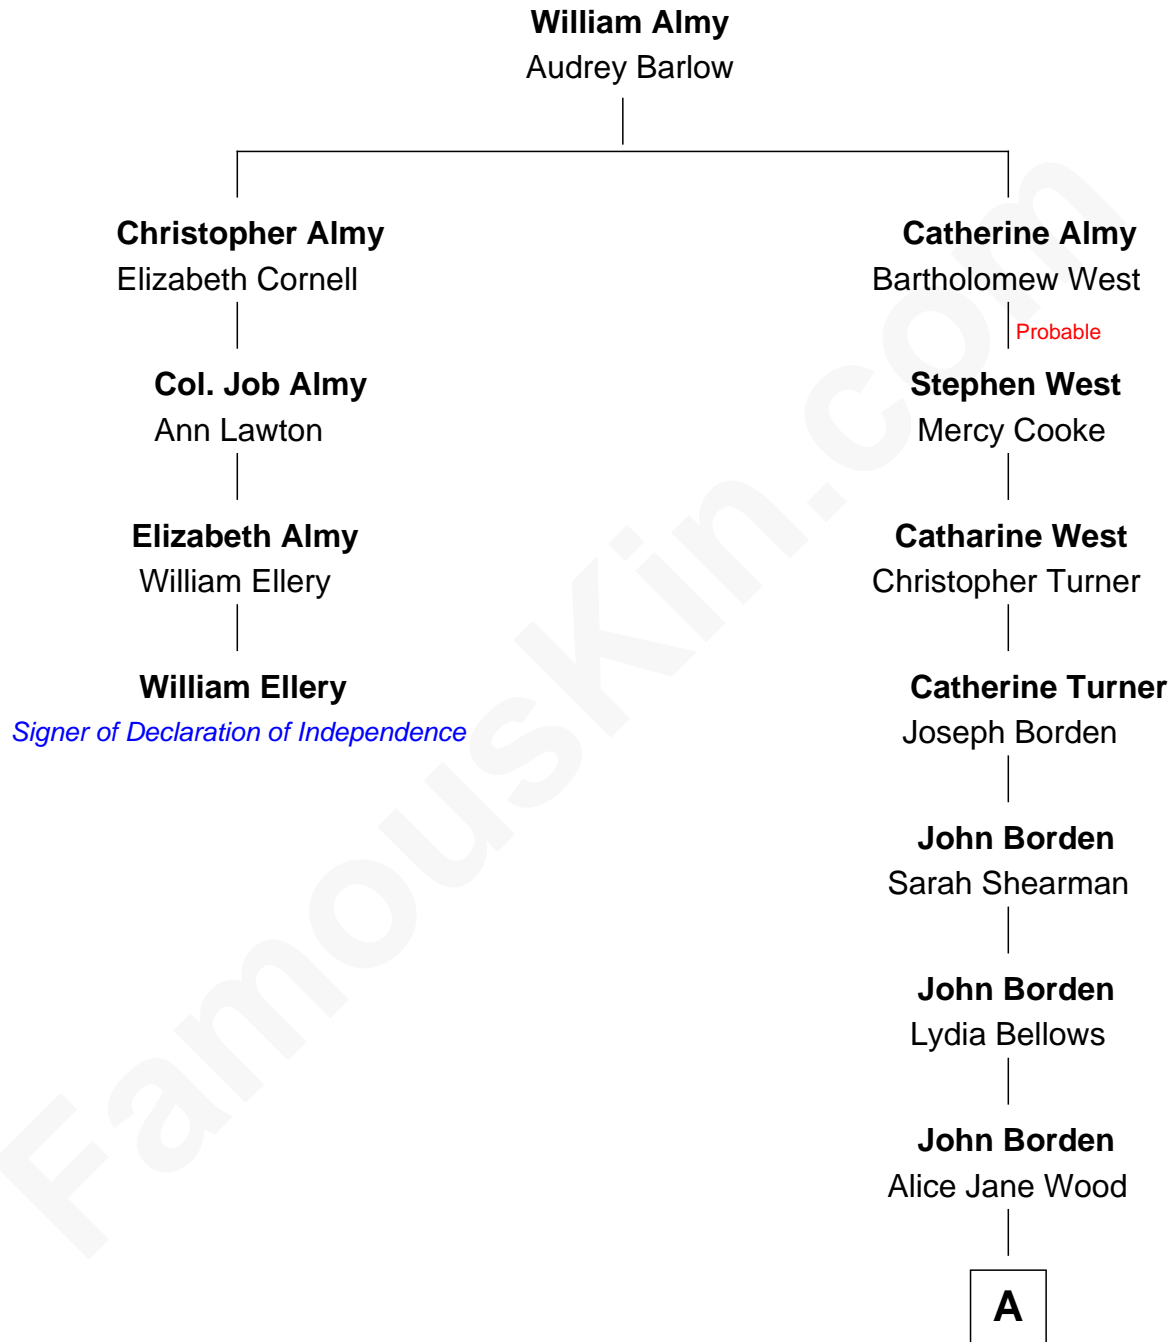 William Almy
Audrey Barlow
Christopher Almy
Elizabeth Cornell
Catherine Almy
Bartholomew West
Probable
Col. Job Almy
Ann Lawton
Stephen West
Mercy Cooke
Elizabeth Almy
William Ellery
Catharine West
Christopher Turner
William Ellery
Signer of Declaration of Independence
Catherine Turner
Joseph Borden
John Borden
Sarah Shearman
John Borden
Lydia Bellows
John Borden
Alice Jane Wood
A
FamousKin.com